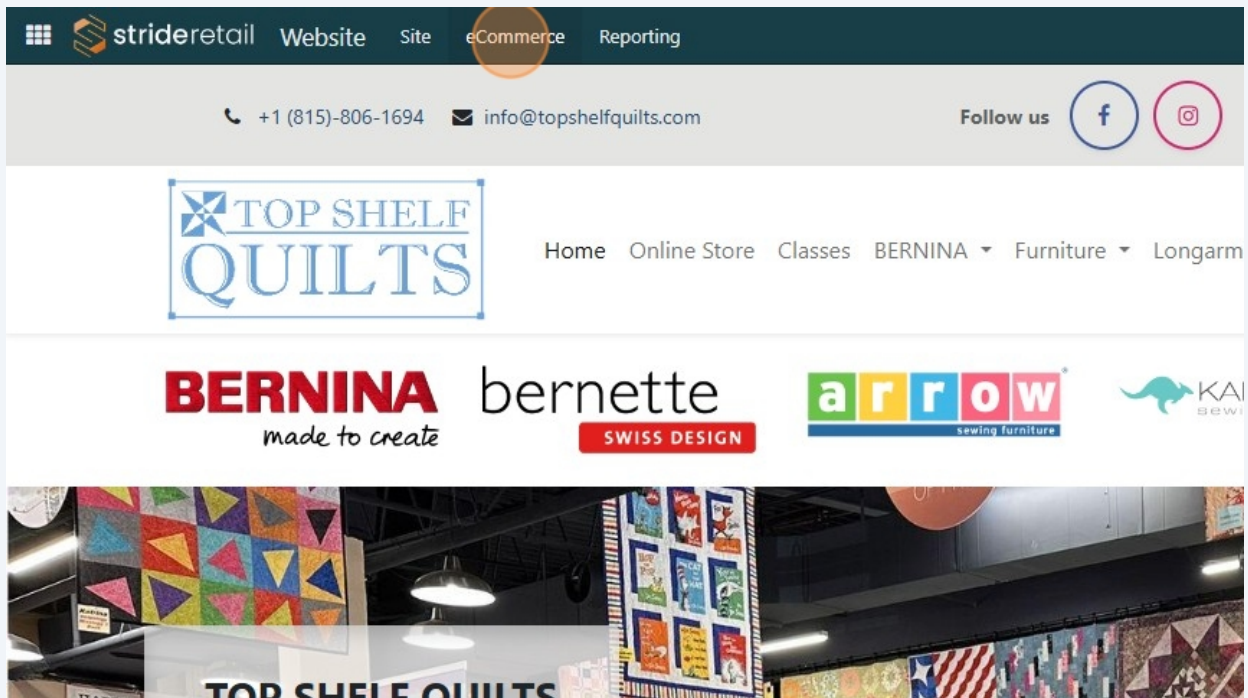 strideretail Website Site eCommerce Reporting
+1 (815)-806-1694 info@topshelfquilts.com Follow us
TOP SHELF
QUILTS
Home Online Store Classes BERNINA Furniture Longarm
BERNINA
made to create
bernette
SWISS DESIGN
arrow
sewing furniture
TOP SHELF QUILTS